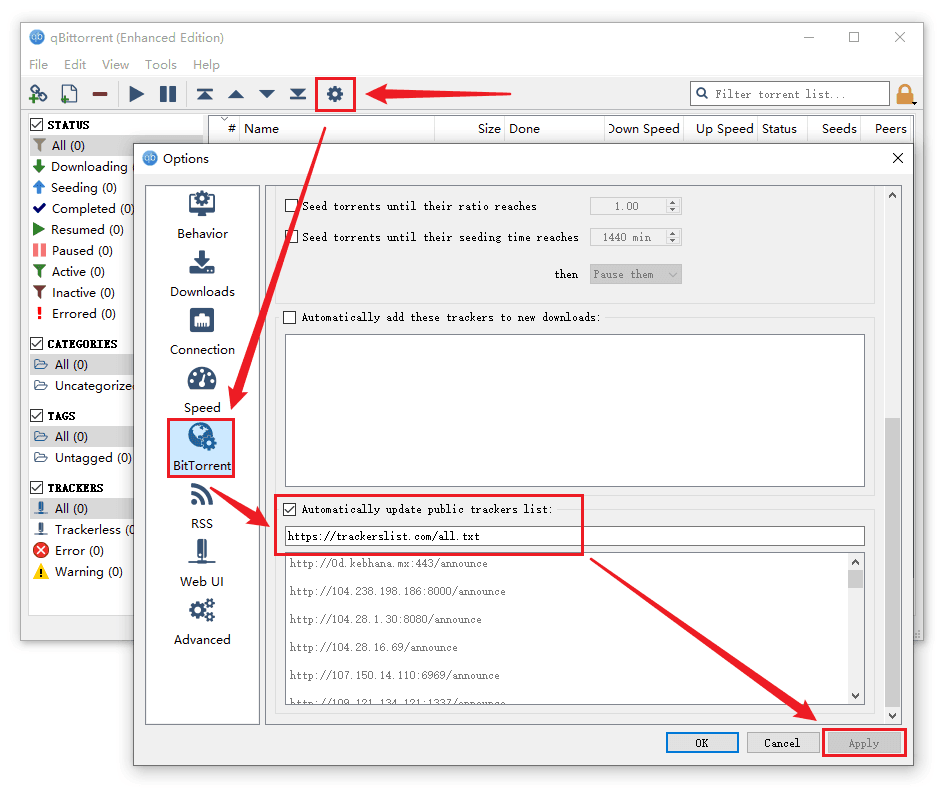 qBittorrent (Enhanced Edition)
File Edit View Tools Help
Filter torrent list...
# Name Size Done Down Speed Up Speed Status Seeds Peers
STATUS
All (0)
Downloading
Seeding (0)
Completed (0)
Resumed (0)
Paused (0)
Active (0)
Inactive (0)
Errored (0)
CATEGORIES
All (0)
Uncategorized
TAGS
All (0)
Untagged (0)
TRACKERS
All (0)
Trackerless (0
Error (0)
Warning (0)
Options
Behavior
Downloads
Connection
Speed
BitTorrent
RSS
Web UI
Advanced
Seed torrents until their ratio reaches 1.00
Seed torrents until their seeding time reaches 1440 min
then Pause them
Automatically add these trackers to new downloads:
Automatically update public trackers list:
https://trackerslist.com/all.txt
http://0d.kebhana.mx:443/announce
http://104.238.198.186:8000/announce
http://104.28.1.30:8080/announce
http://104.28.16.69/announce
http://107.150.14.110:6969/announce
http://109.121.134.121:1337/announce
OK Cancel Apply